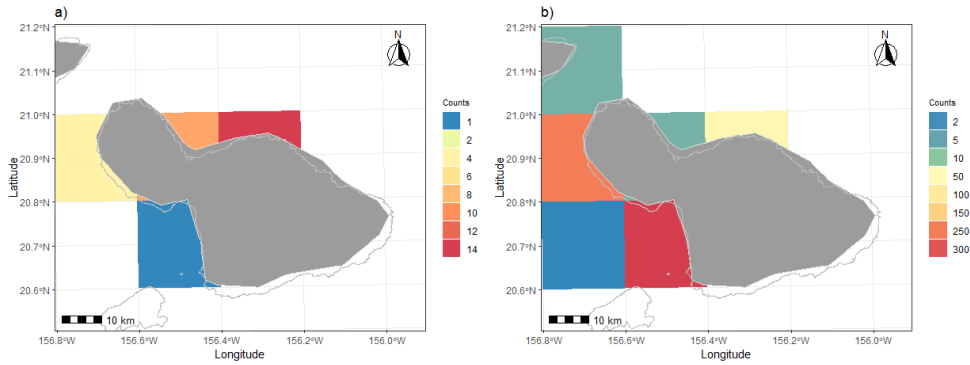 a)
21.2°N
21.1°N
21.0°N
20.9°N
20.8°N
20.7°N
20.6°N
Latitude
N
10 km
156.8°W
156.6°W
156.4°W
156.2°W
156.0°W
Longitude
Counts
1
2
4
6
8
10
12
14
b)
21.2°N
21.1°N
21.0°N
20.9°N
20.8°N
20.7°N
20.6°N
Latitude
N
10 km
156.8°W
156.6°W
156.4°W
156.2°W
156.0°W
Longitude
Counts
2
5
10
50
100
150
250
300